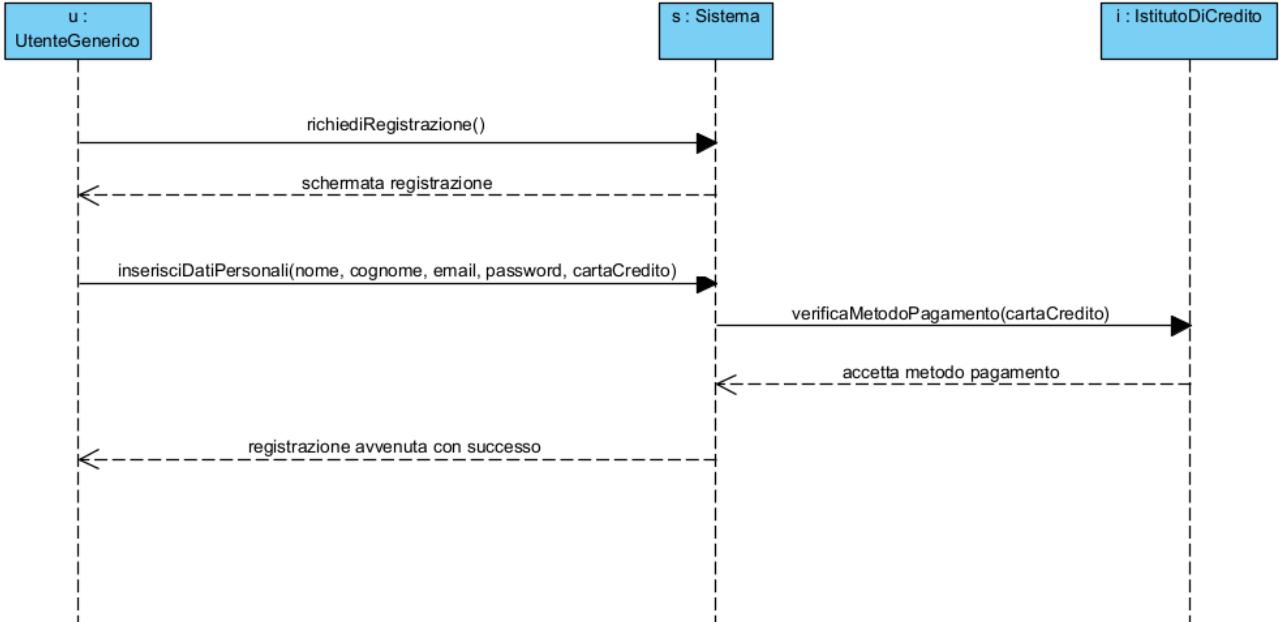 u :
UtenteGenerico
s : Sistema
i : IstitutoDiCredito
richiediRegistrazione()
schermata registrazione
inserisciDatiPersonali(nome, cognome, email, password, cartaCredito)
verificaMetodoPagamento(cartaCredito)
accetta metodo pagamento
registrazione avvenuta con successo